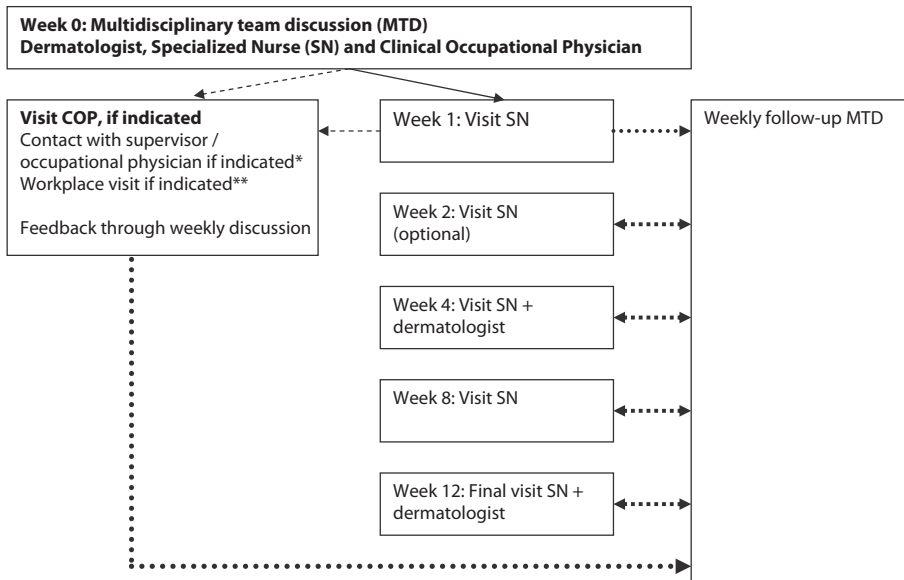 Week 0: Multidisciplinary team discussion (MTD)
Dermatologist, Specialized Nurse (SN) and Clinical Occupational Physician
Visit COP, if indicated
Contact with supervisor /
occupational physician if indicated*
Workplace visit if indicated**
Feedback through weekly discussion
Week 1: Visit SN
Weekly follow-up MTD
Week 2: Visit SN
(optional)
Week 4: Visit SN +
dermatologist
Week 8: Visit SN
Week 12: Final visit SN +
dermatologist